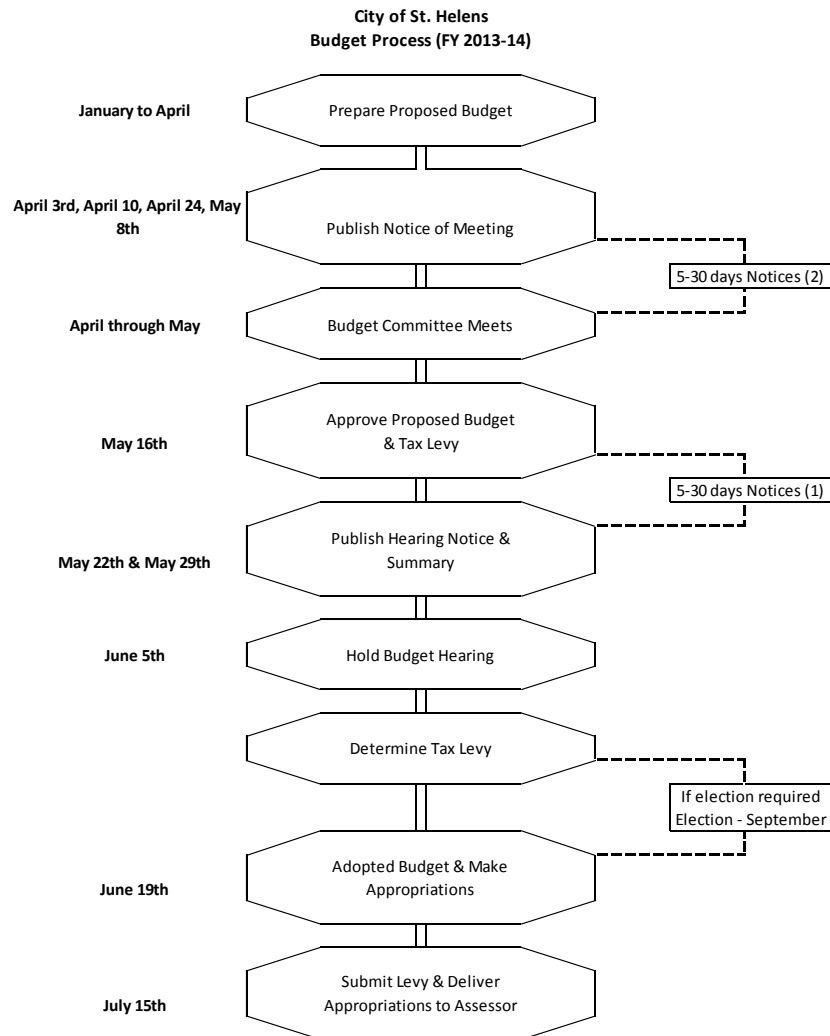 City of St. Helens
Budget Process (FY 2013-14)
January to April
Prepare Proposed Budget
April 3rd, April 10, April 24, May
8th
Publish Notice of Meeting
5-30 days Notices (2)
April through May
Budget Committee Meets
Approve Proposed Budget
& Tax Levy
May 16th
5-30 days Notices (1)
Publish Hearing Notice &
Summary
May 22th & May 29th
June 5th
Hold Budget Hearing
Determine Tax Levy
If election required
Election - September
Adopted Budget & Make
Appropriations
June 19th
Submit Levy & Deliver
Appropriations to Assessor
July 15th